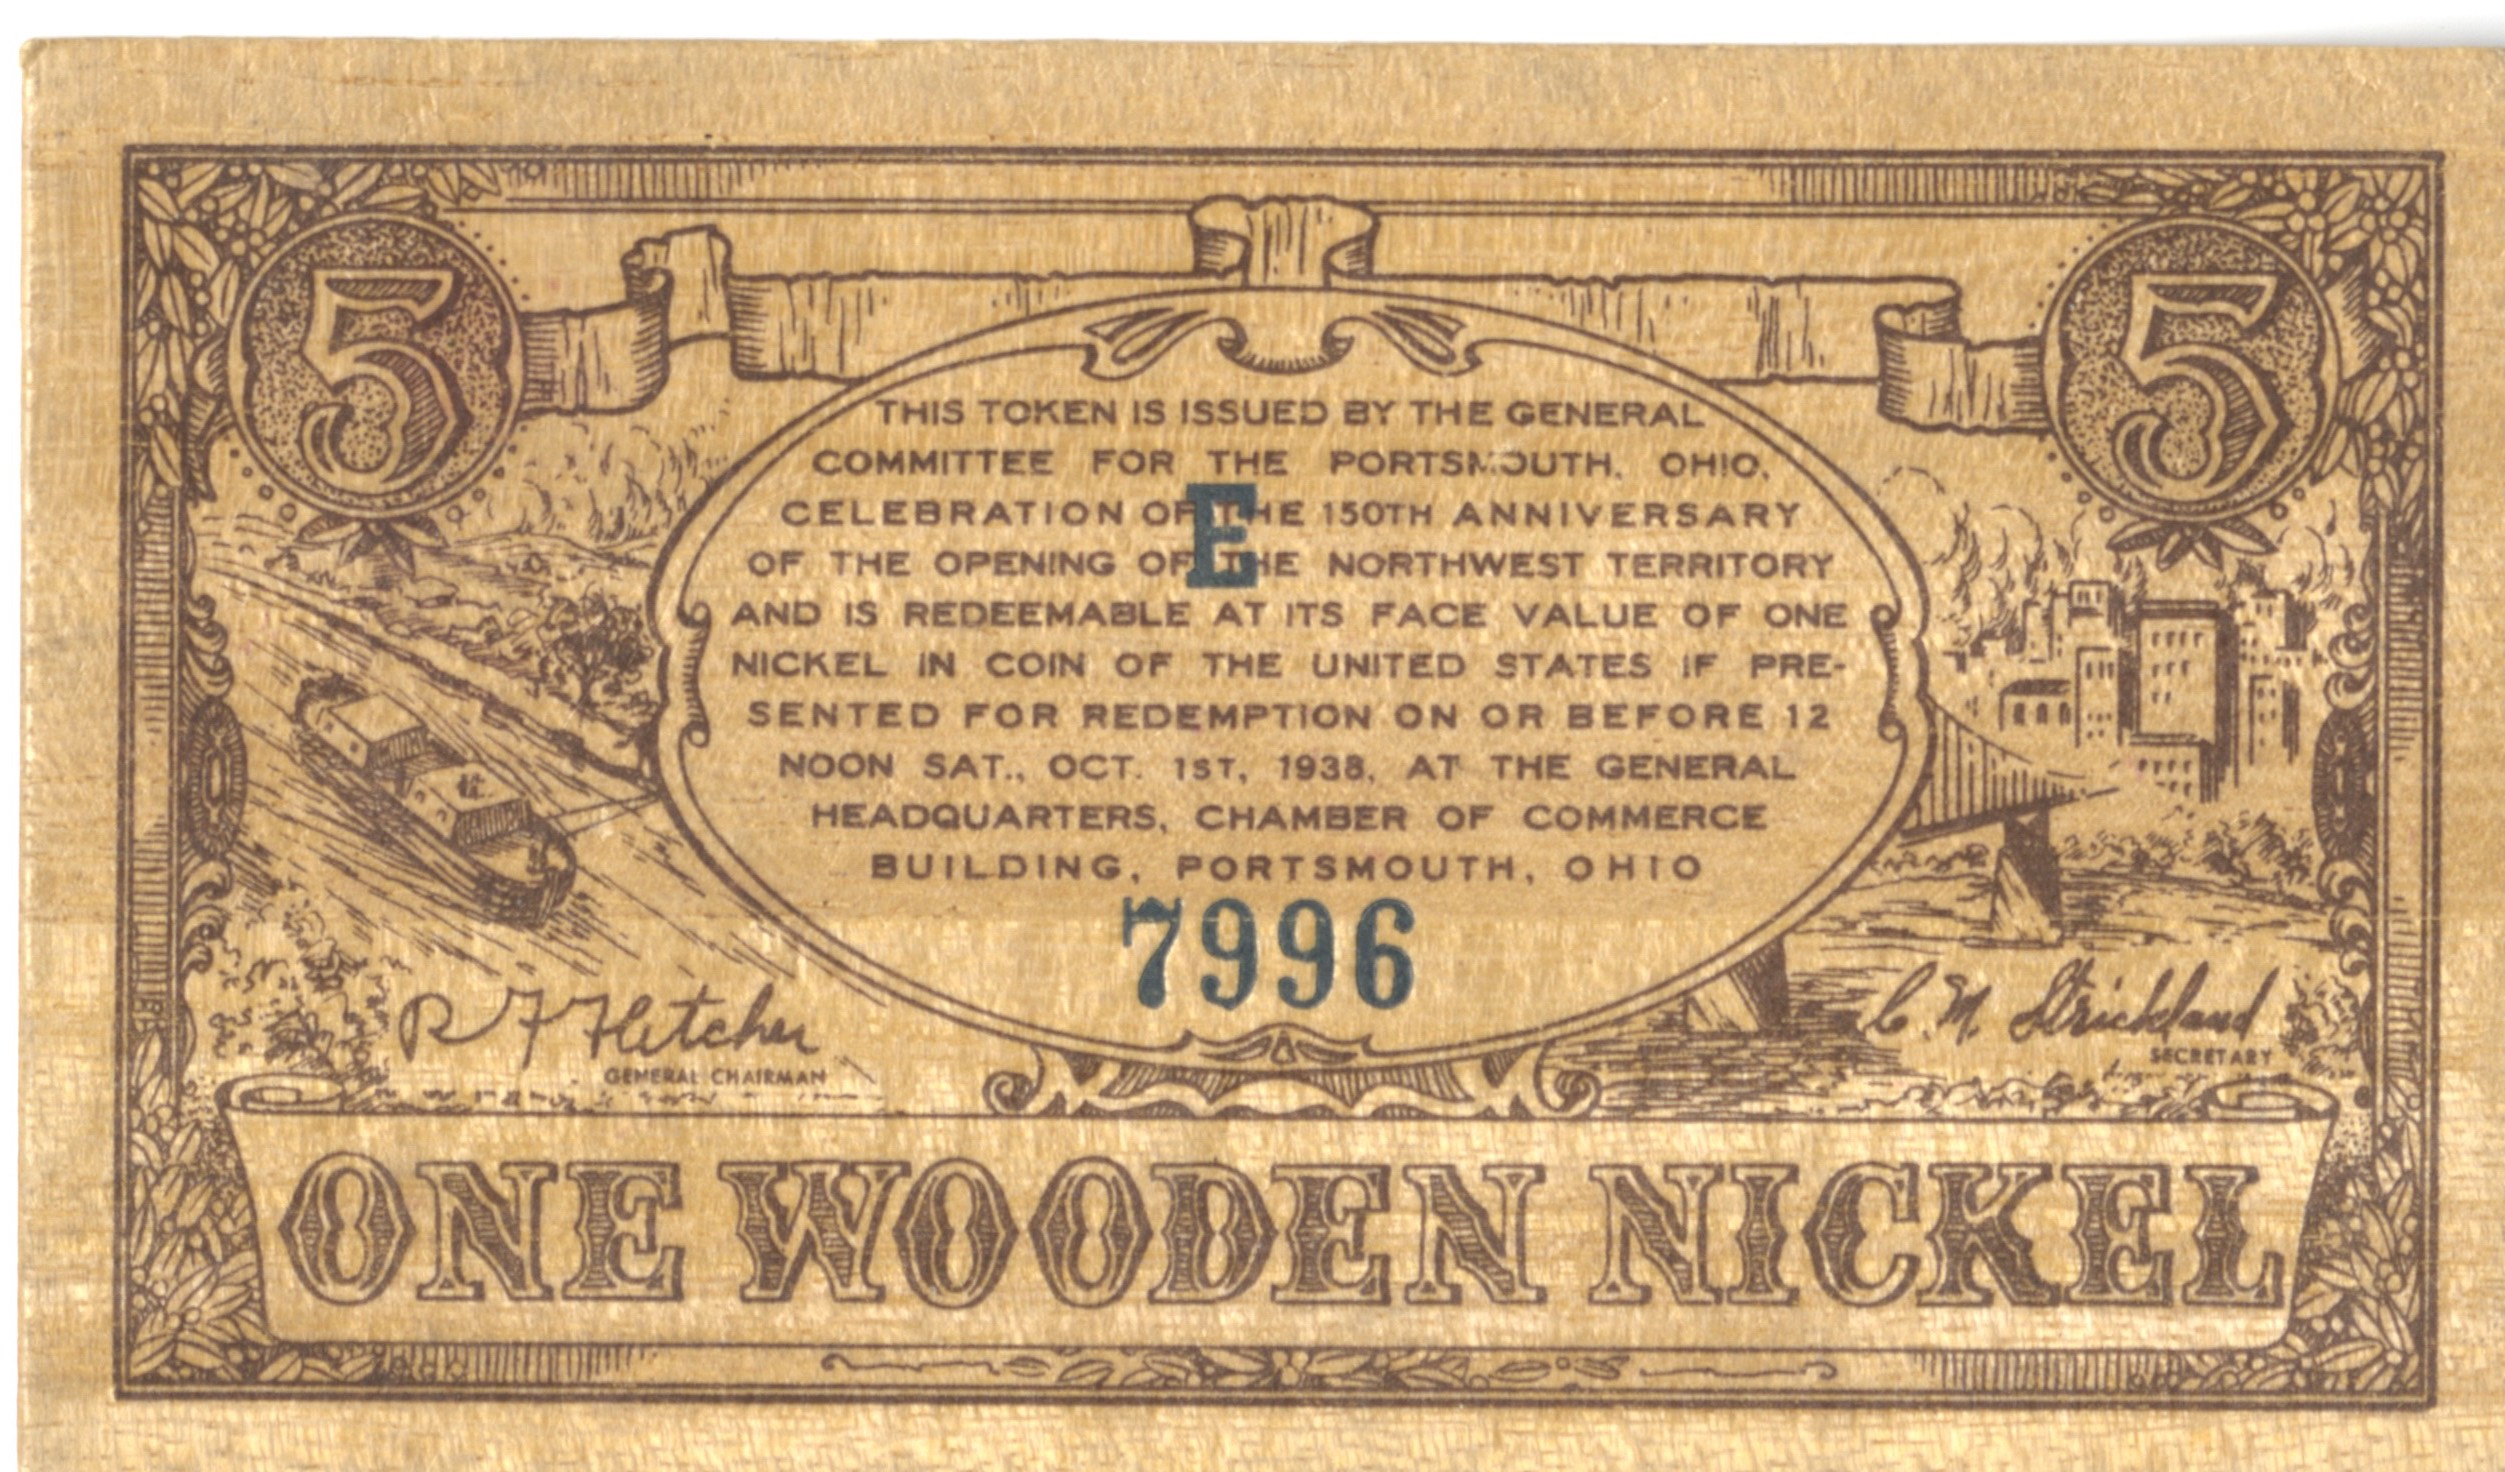 5 5
THIS TOKEN IS ISSUED BY THE GENERAL
COMMITTEE FOR THE PORTSMOUTH, OHIO,
CELEBRATION OF THE 150TH ANNIVERSARY
OF THE OPENING OF THE NORTHWEST TERRITORY
E
AND IS REDEEMABLE AT ITS FACE VALUE OF ONE
NICKEL IN COIN OF THE UNITED STATES IF PRE-
SENTED FOR REDEMPTION ON OR BEFORE 12
NOON SAT., OCT. 1ST, 1938, AT THE GENERAL
HEADQUARTERS, CHAMBER OF COMMERCE
BUILDING, PORTSMOUTH, OHIO
7996
R F Fletcher
GENERAL CHAIRMAN
C. M. Strickland
SECRETARY
ONE WOODEN NICKEL